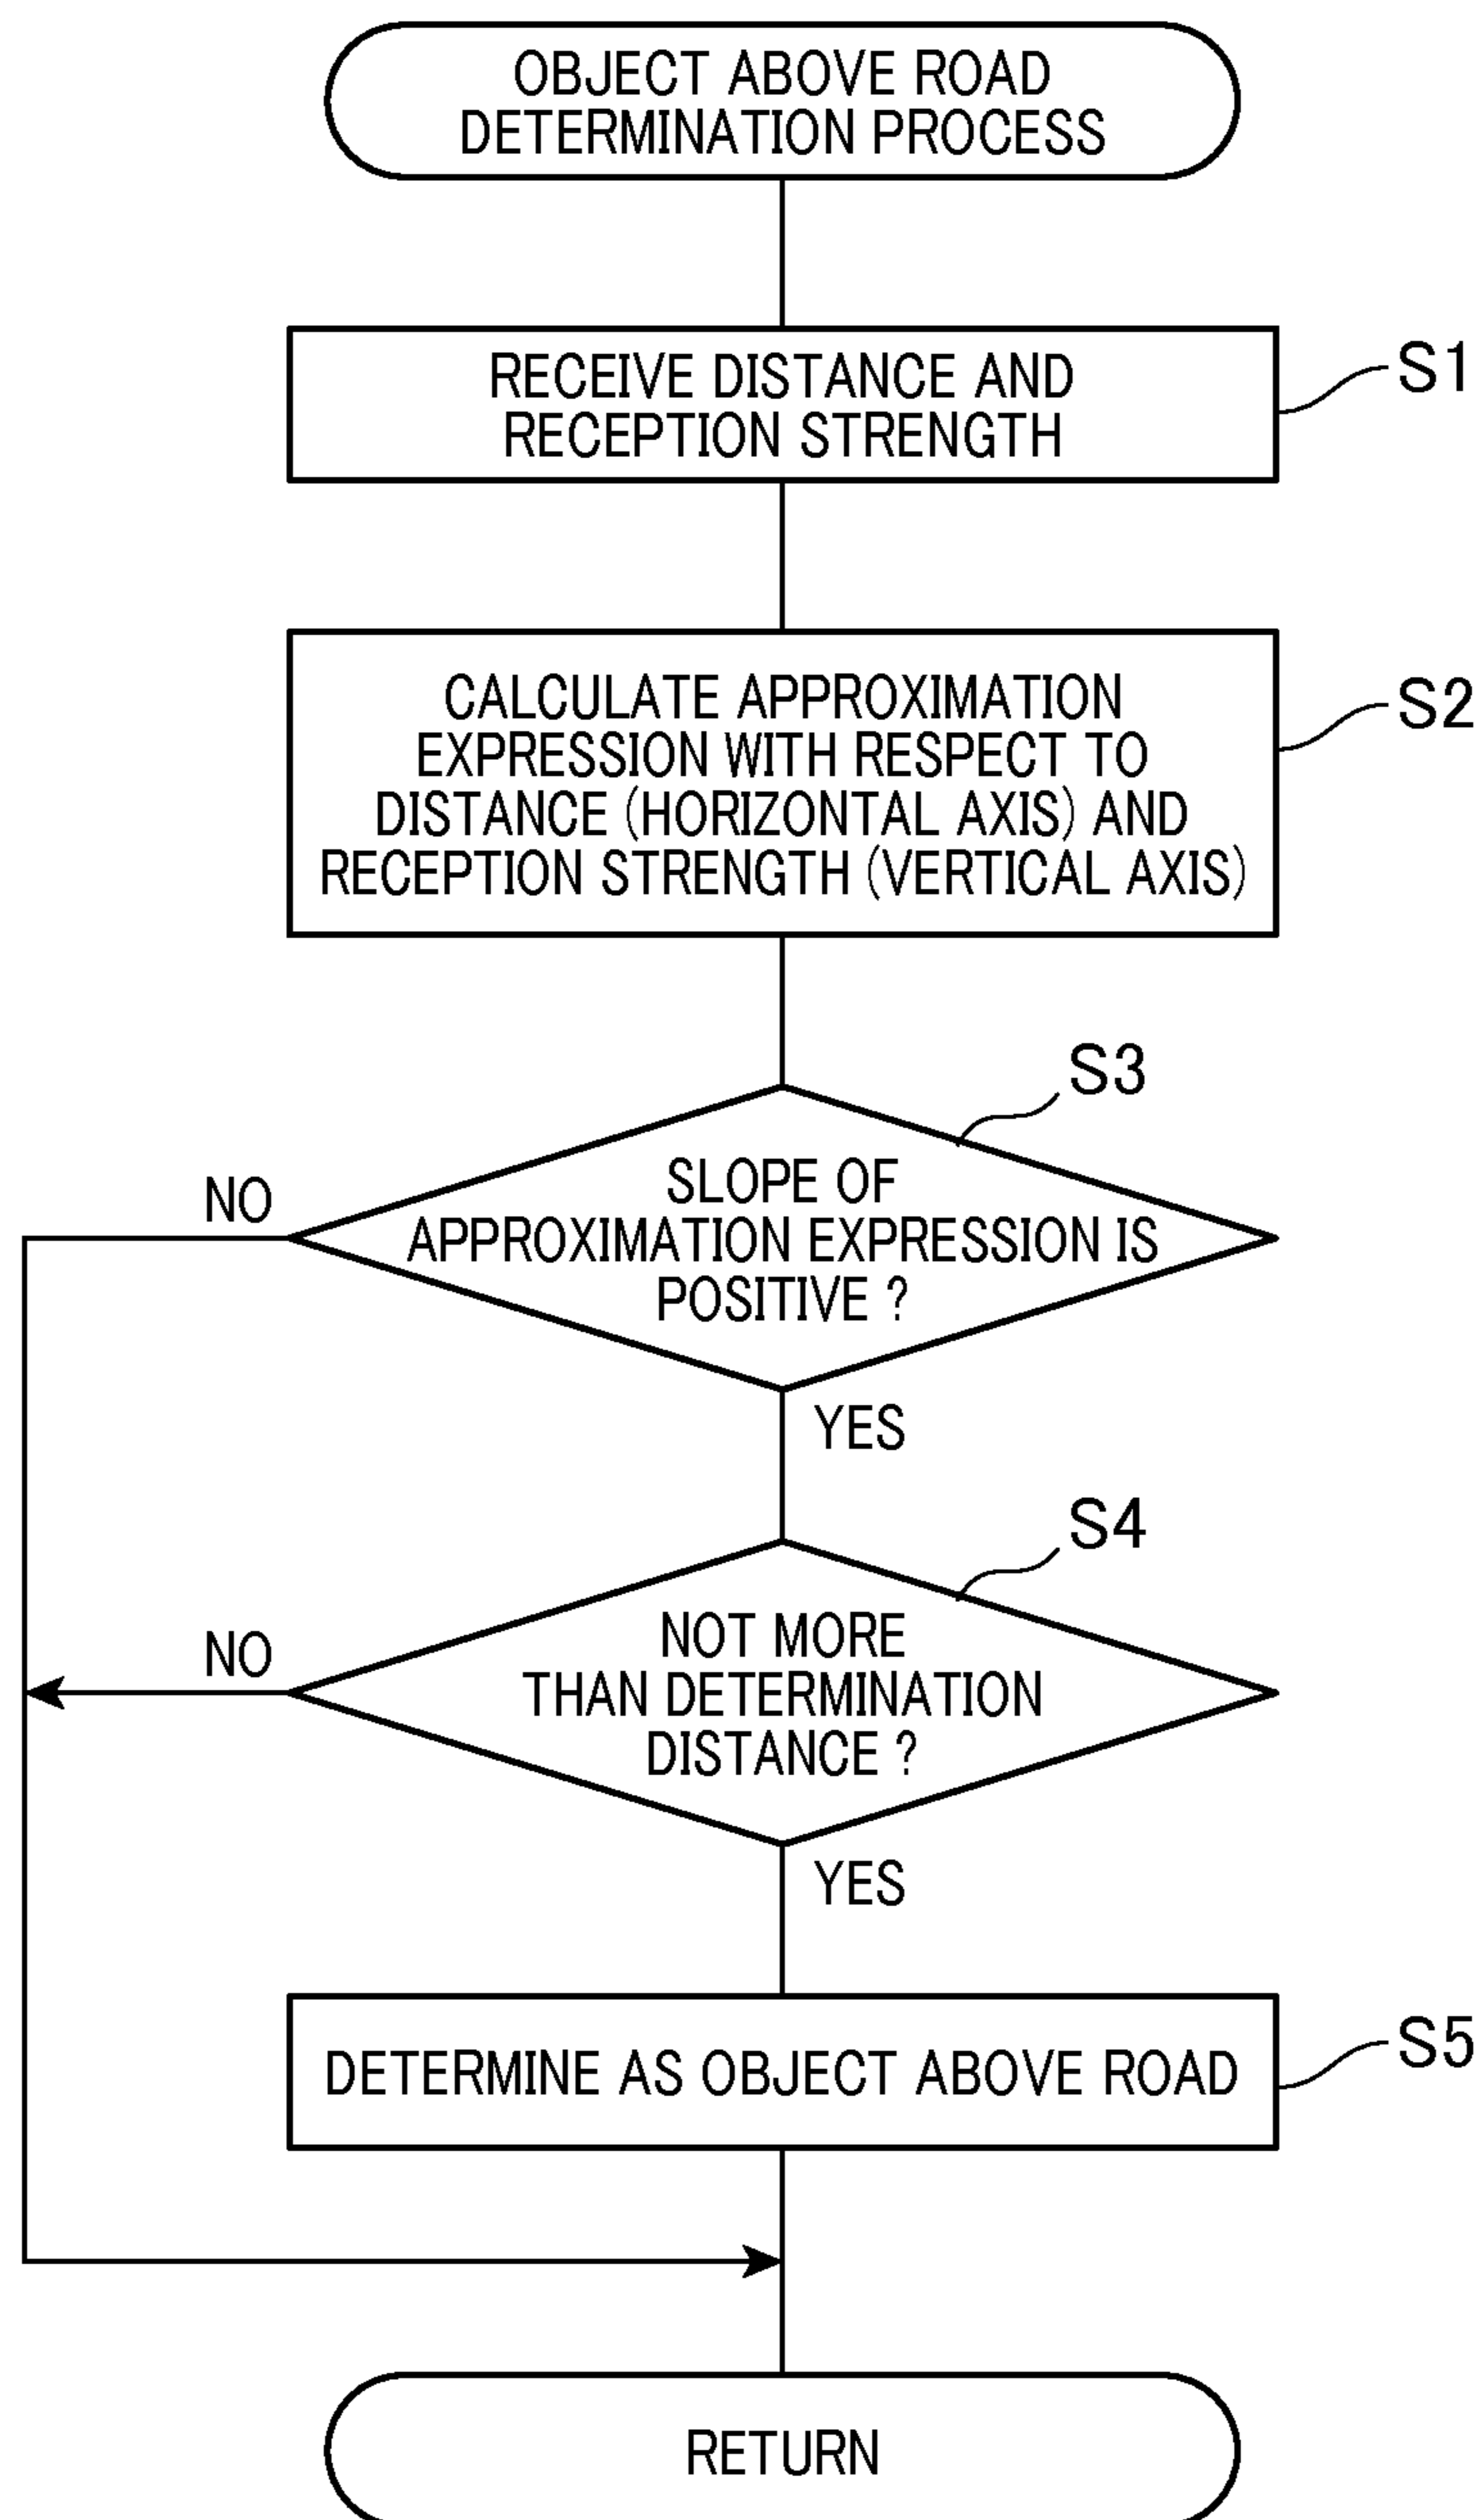 OBJECT ABOVE ROAD
DETERMINATION PROCESS
RECEIVE DISTANCE AND
RECEPTION STRENGTH
S1
CALCULATE APPROXIMATION
EXPRESSION WITH RESPECT TO
DISTANCE (HORIZONTAL AXIS) AND
RECEPTION STRENGTH (VERTICAL AXIS)
S2
S3
SLOPE OF
APPROXIMATION EXPRESSION IS
POSITIVE ?
NO
YES
S4
NOT MORE
THAN DETERMINATION
DISTANCE ?
NO
YES
DETERMINE AS OBJECT ABOVE ROAD
S5
RETURN